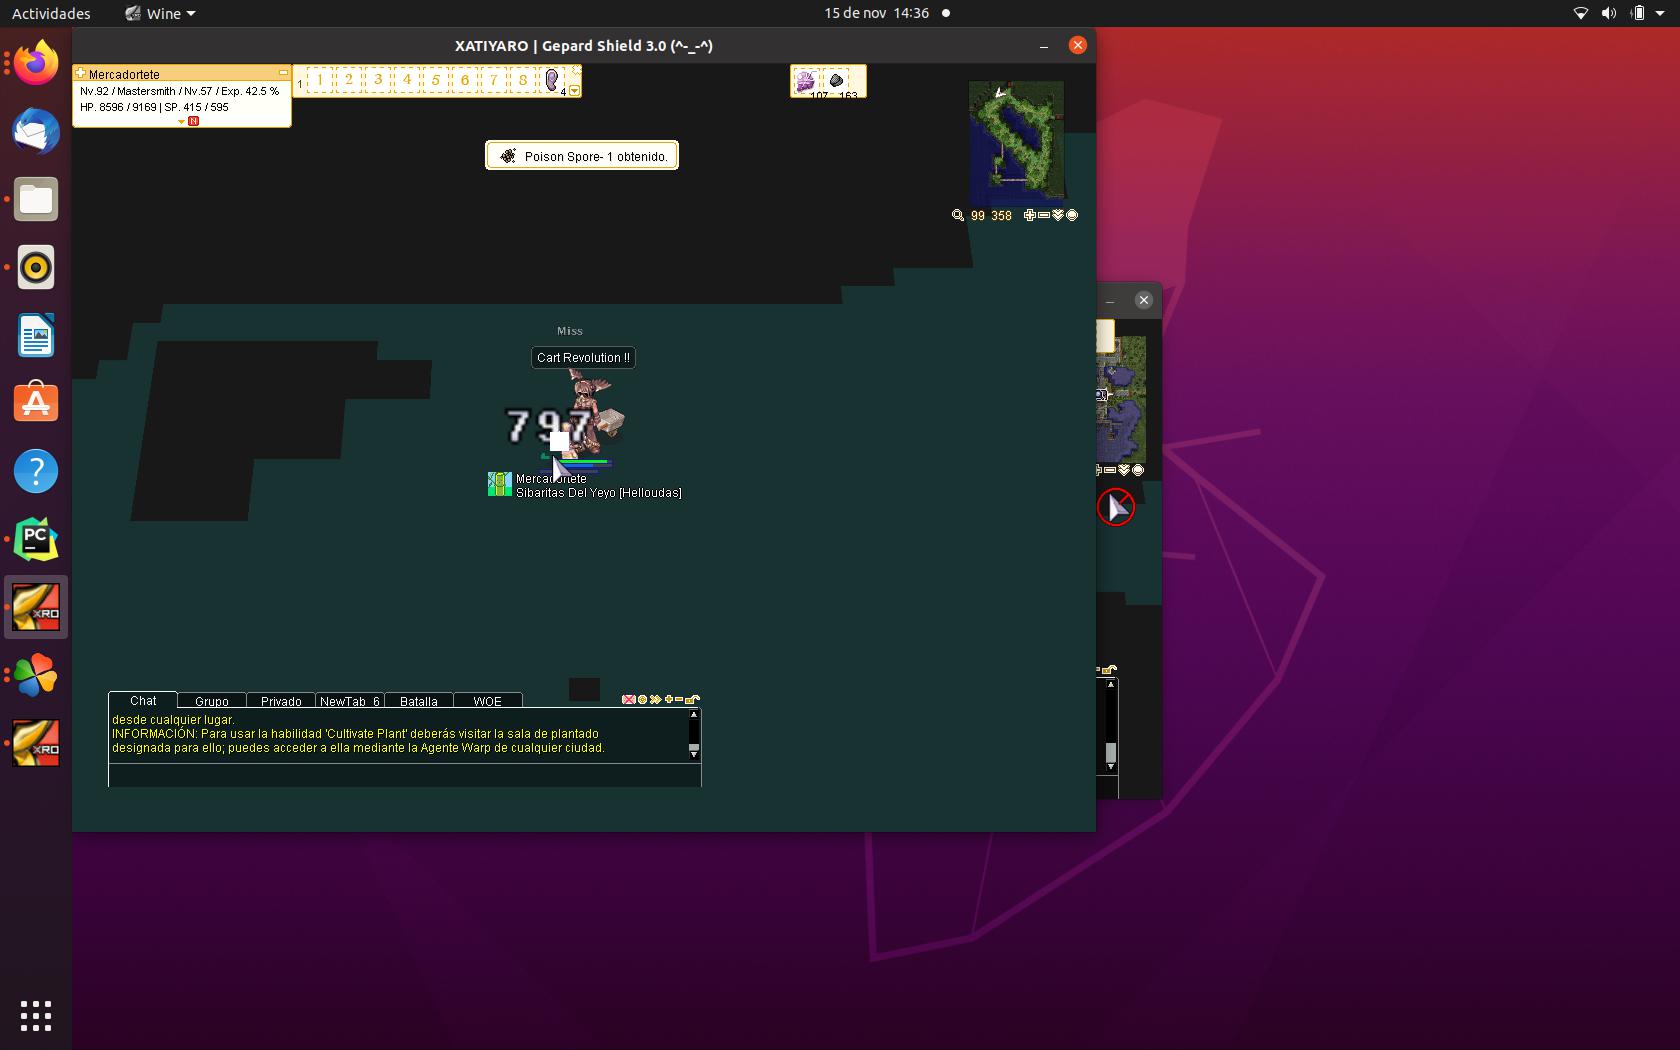 Actividades
Wine
15 de nov 14:36
XATIYARO | Gepard Shield 3.0 (^-_-^)
Mercadortete
Nv.92 / Mastersmith / Nv.57 / Exp. 42.5 %
HP. 8596 / 9169 | SP. 415 / 595
N
1 1 2 3 4 5 6 7 8 4
107 163
Poison Spore- 1 obtenido.
99 358
Miss
Cart Revolution !!
797
Mercadortete
Sibaritas Del Yeyo [Helloudas]
Chat Grupo Privado NewTab_6 Batalla WOE
desde cualquier lugar.
INFORMACIÓN: Para usar la habilidad 'Cultivate Plant' deberás visitar la sala de plantado
designada para ello; puedes acceder a ella mediante la Agente Warp de cualquier ciudad.
PC
XRO
XRO